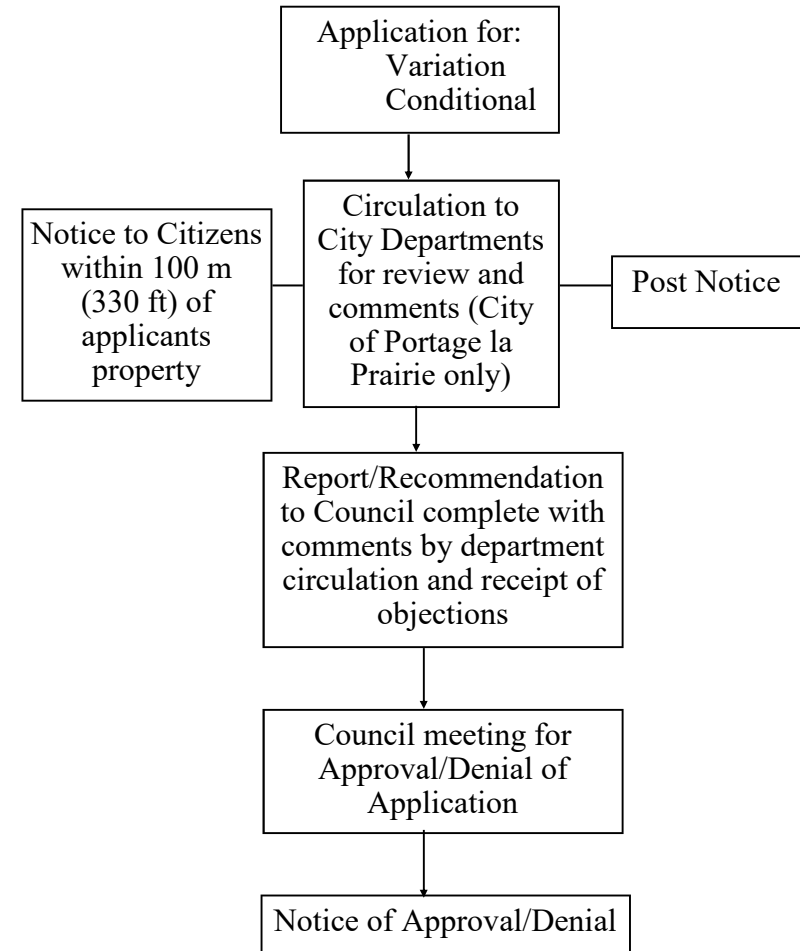 Application for:
Variation
Conditional
Notice to Citizens
within 100 m
(330 ft) of
applicants
property
Circulation to
City Departments
for review and
comments (City
of Portage la
Prairie only)
Post Notice
Report/Recommendation
to Council complete with
comments by department
circulation and receipt of
objections
Council meeting for
Approval/Denial of
Application
Notice of Approval/Denial